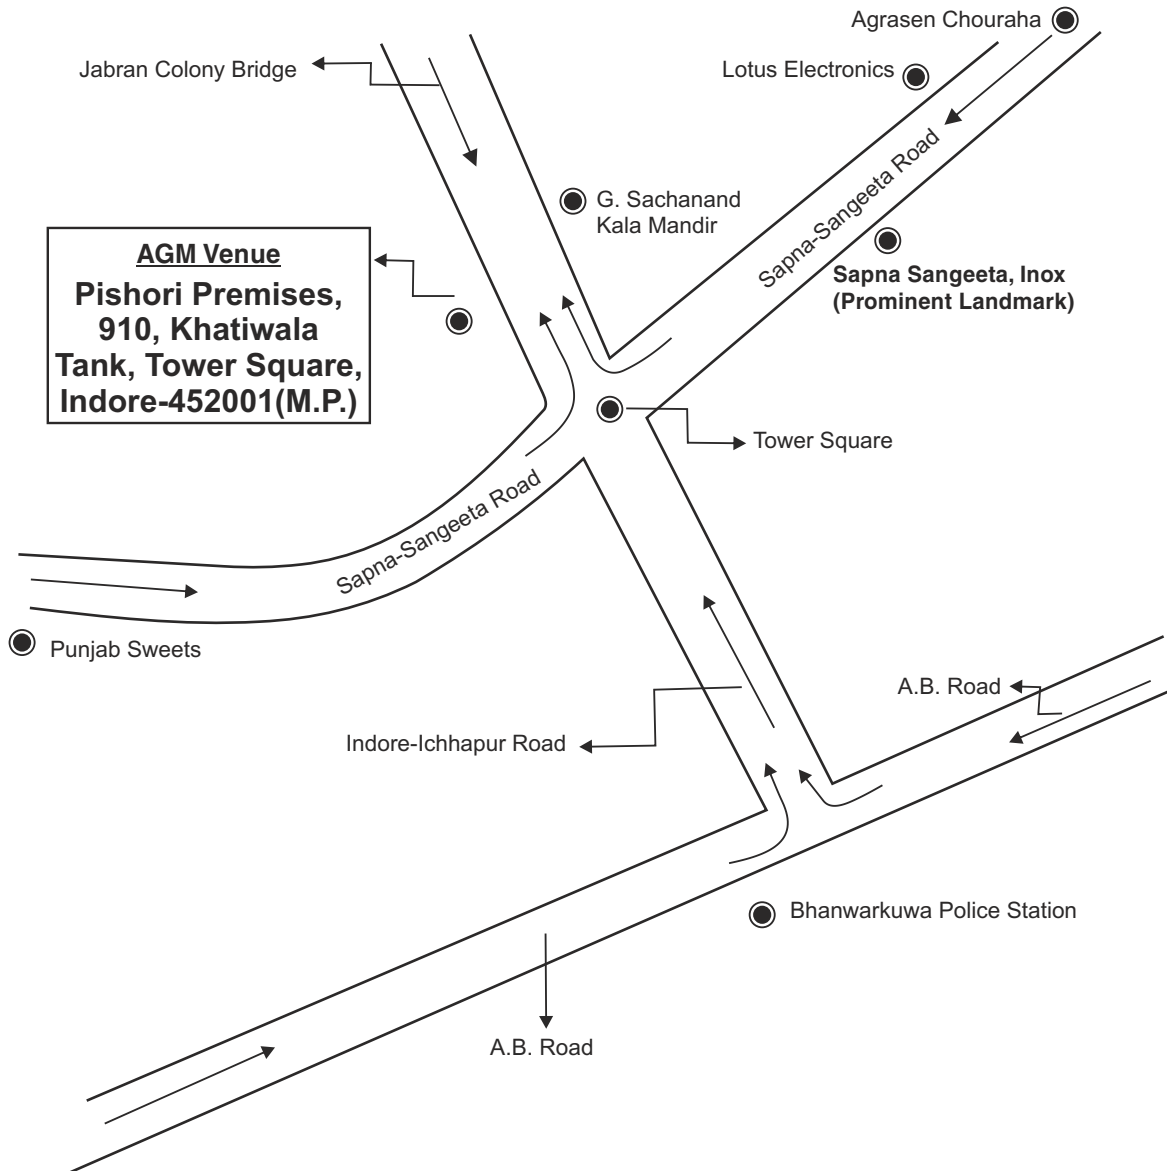 Agrasen Chouraha
Jabran Colony Bridge
Lotus Electronics
Sapna-Sangeeta Road
G. Sachanand
Kala Mandir
AGM Venue
Pishori Premises,
910, Khatiwala
Tank, Tower Square,
Indore-452001(M.P.)
Sapna Sangeeta, Inox
(Prominent Landmark)
Tower Square
Sapna-Sangeeta Road
Punjab Sweets
A.B. Road
Indore-Ichhapur Road
Bhanwarkuwa Police Station
A.B. Road